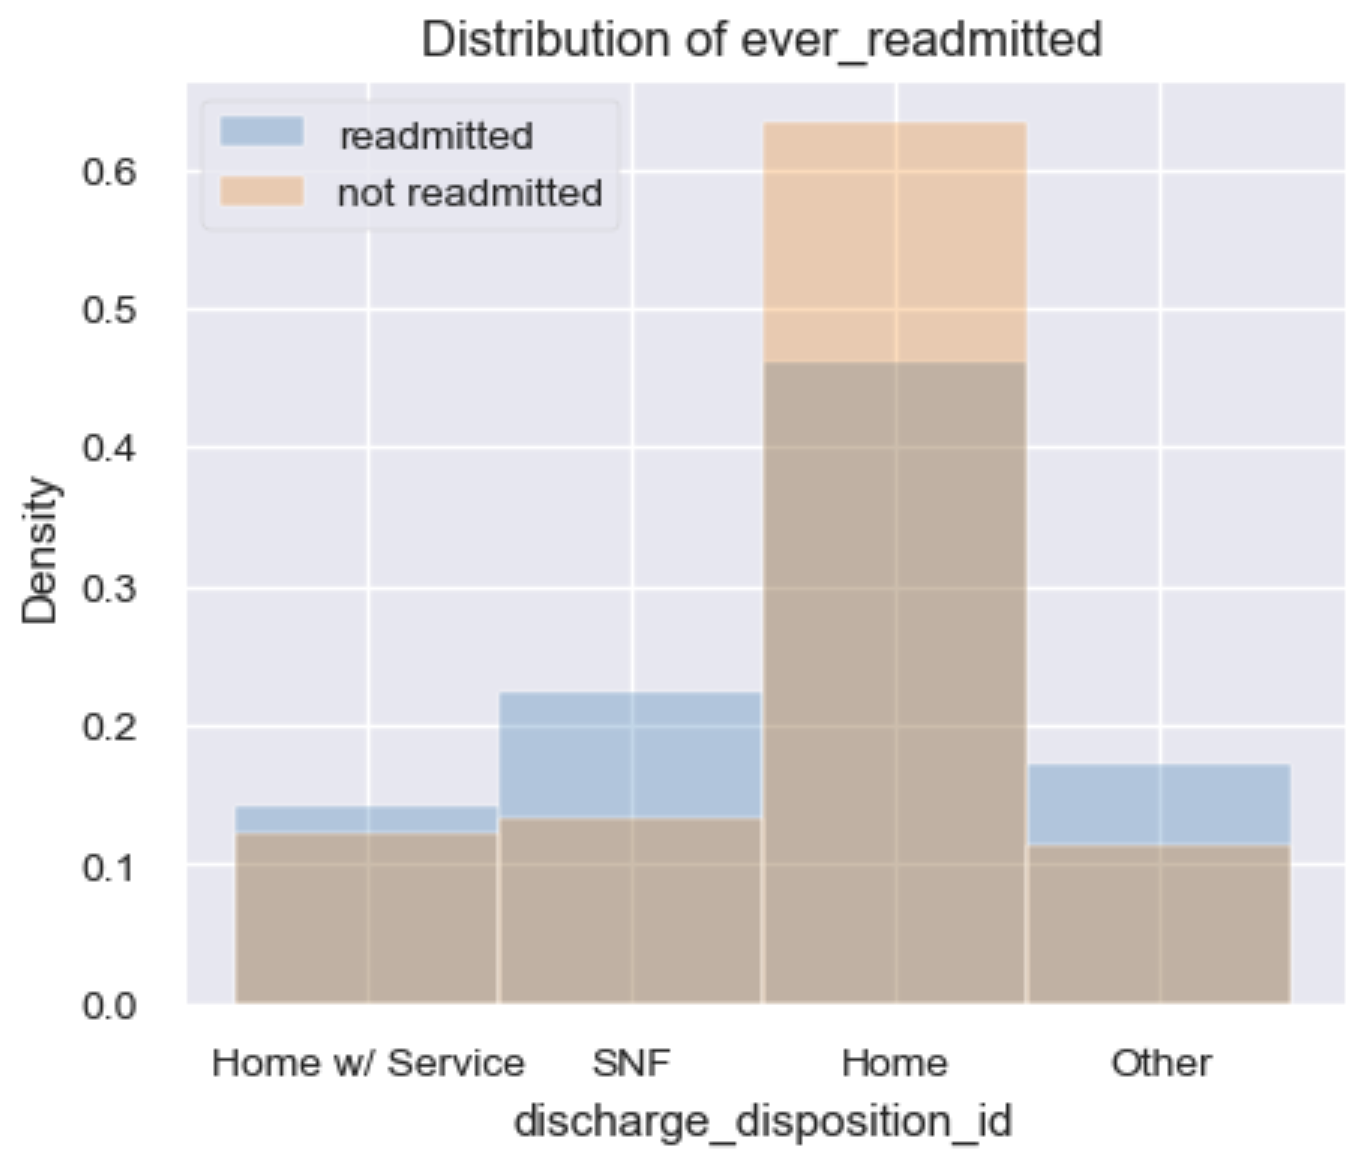 Distribution of ever_readmitted
readmitted
not readmitted
0.6
0.5
0.4
0.3
0.2
0.1
0.0
Density
Home w/ Service
SNF
Home
Other
discharge_disposition_id